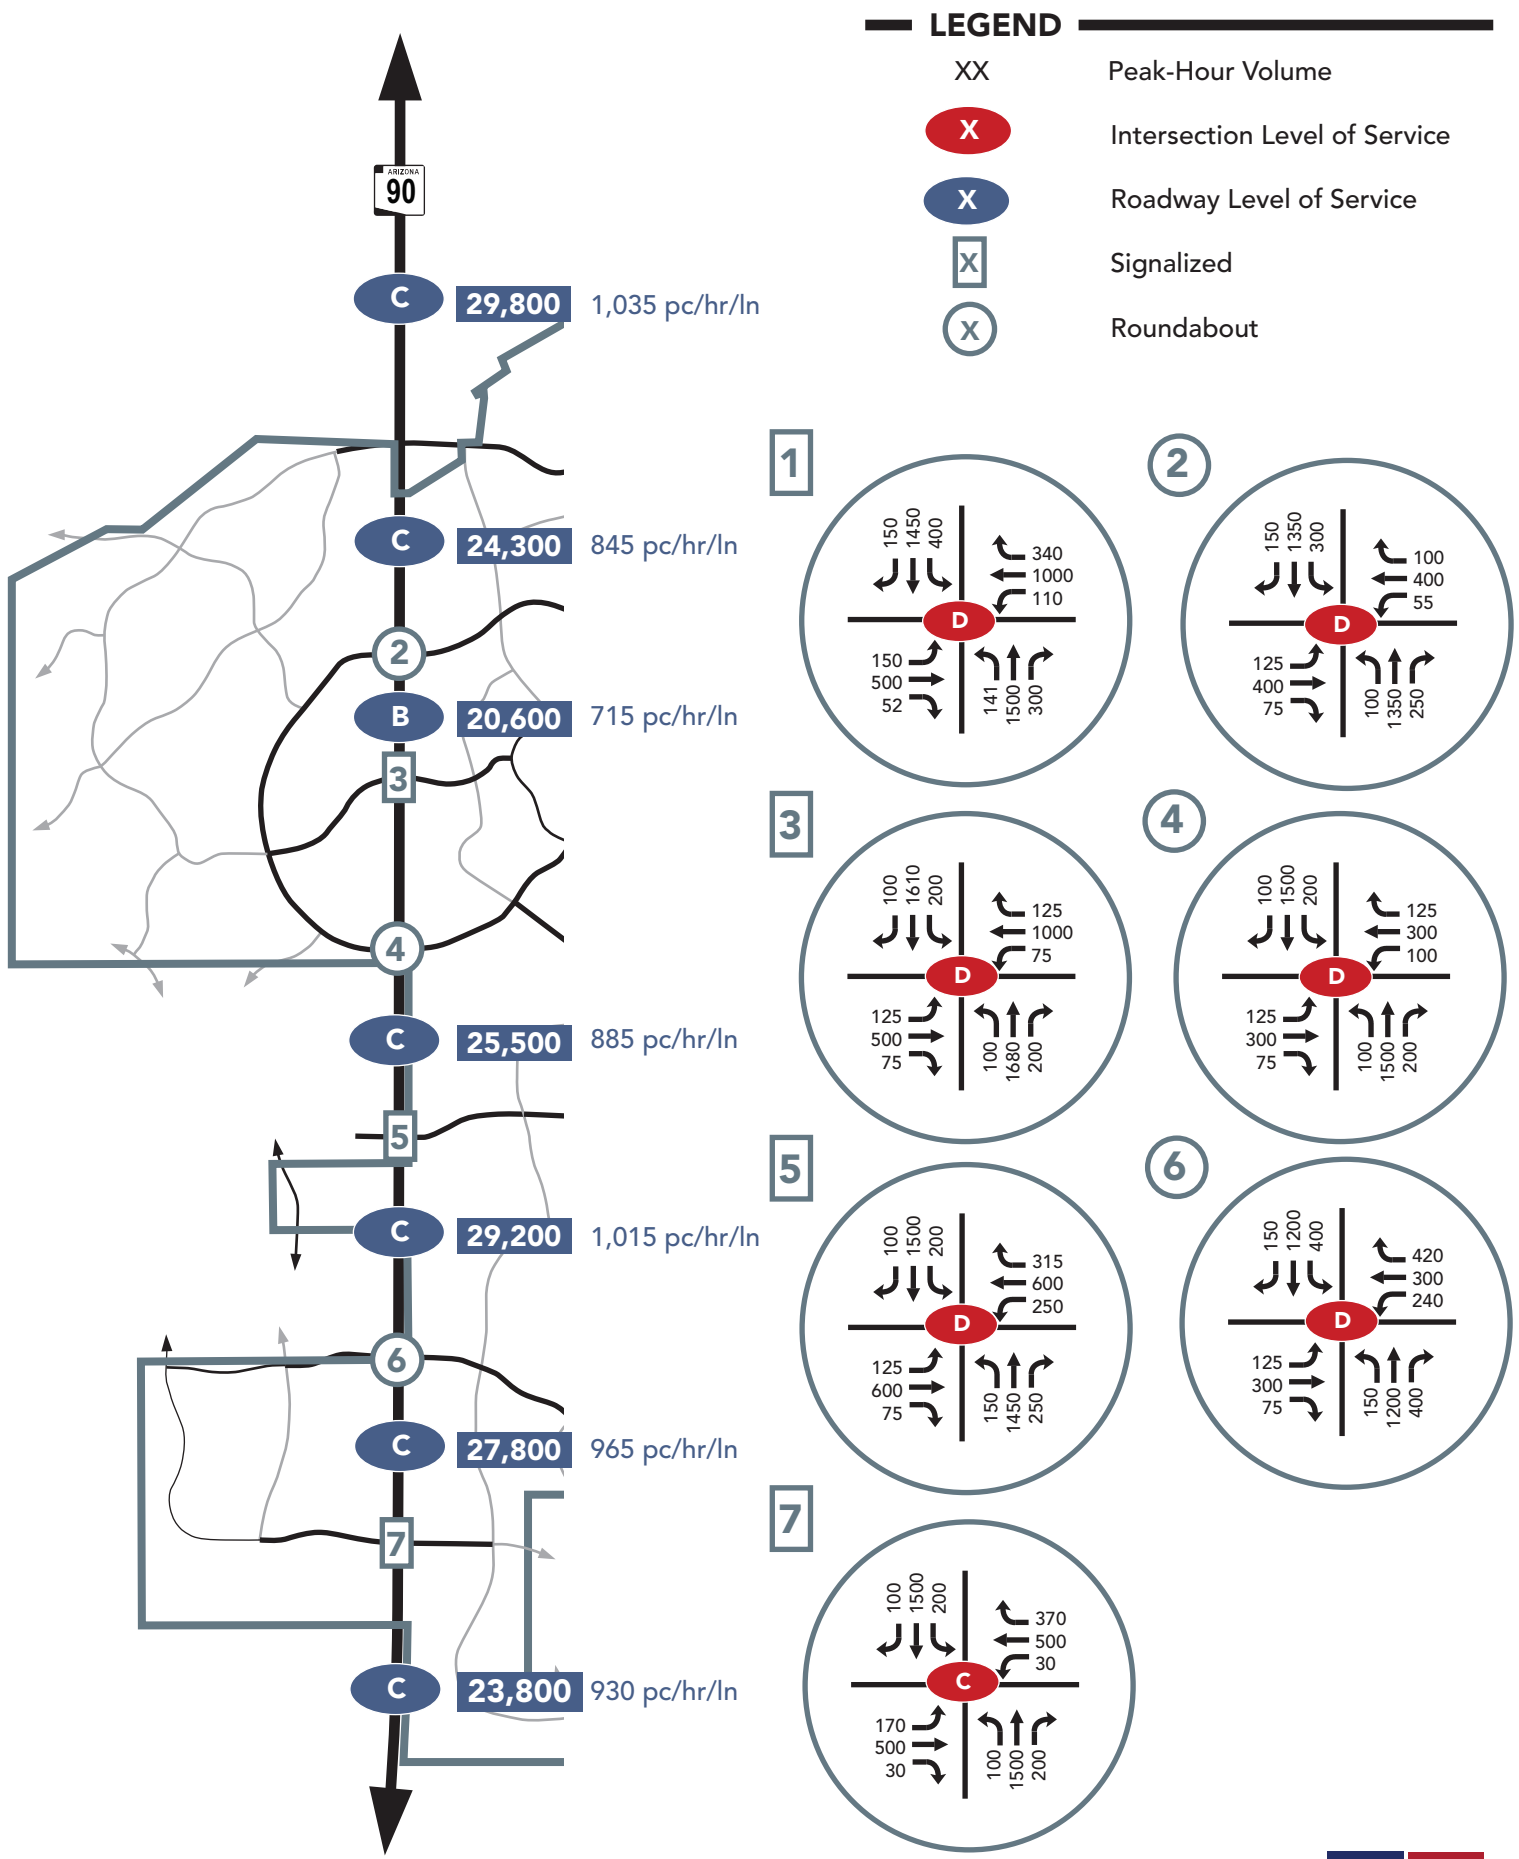 LEGEND
XX Peak-Hour Volume
X Intersection Level of Service
X Roadway Level of Service
X Signalized
X Roundabout
ARIZONA
90
C 29,800 1,035 pc/hr/ln
C 24,300 845 pc/hr/ln
2
B 20,600 715 pc/hr/ln
3
4
C 25,500 885 pc/hr/ln
5
C 29,200 1,015 pc/hr/ln
6
C 27,800 965 pc/hr/ln
7
C 23,800 930 pc/hr/ln
1
150 1450 400
340
1000
110
D
150
500
52
141 1500 300
2
150 1350 300
100
400
55
D
125
400
75
100 1350 250
3
100 1610 200
125
1000
75
D
125
500
75
100 1680 200
4
100 1500 200
125
300
100
D
125
300
75
100 1500 200
5
100 1500 200
315
600
250
D
125
600
75
150 1450 250
6
150 1200 400
420
300
240
D
125
300
75
150 1200 400
7
100 1500 200
370
500
30
C
170
500
30
100 1500 200